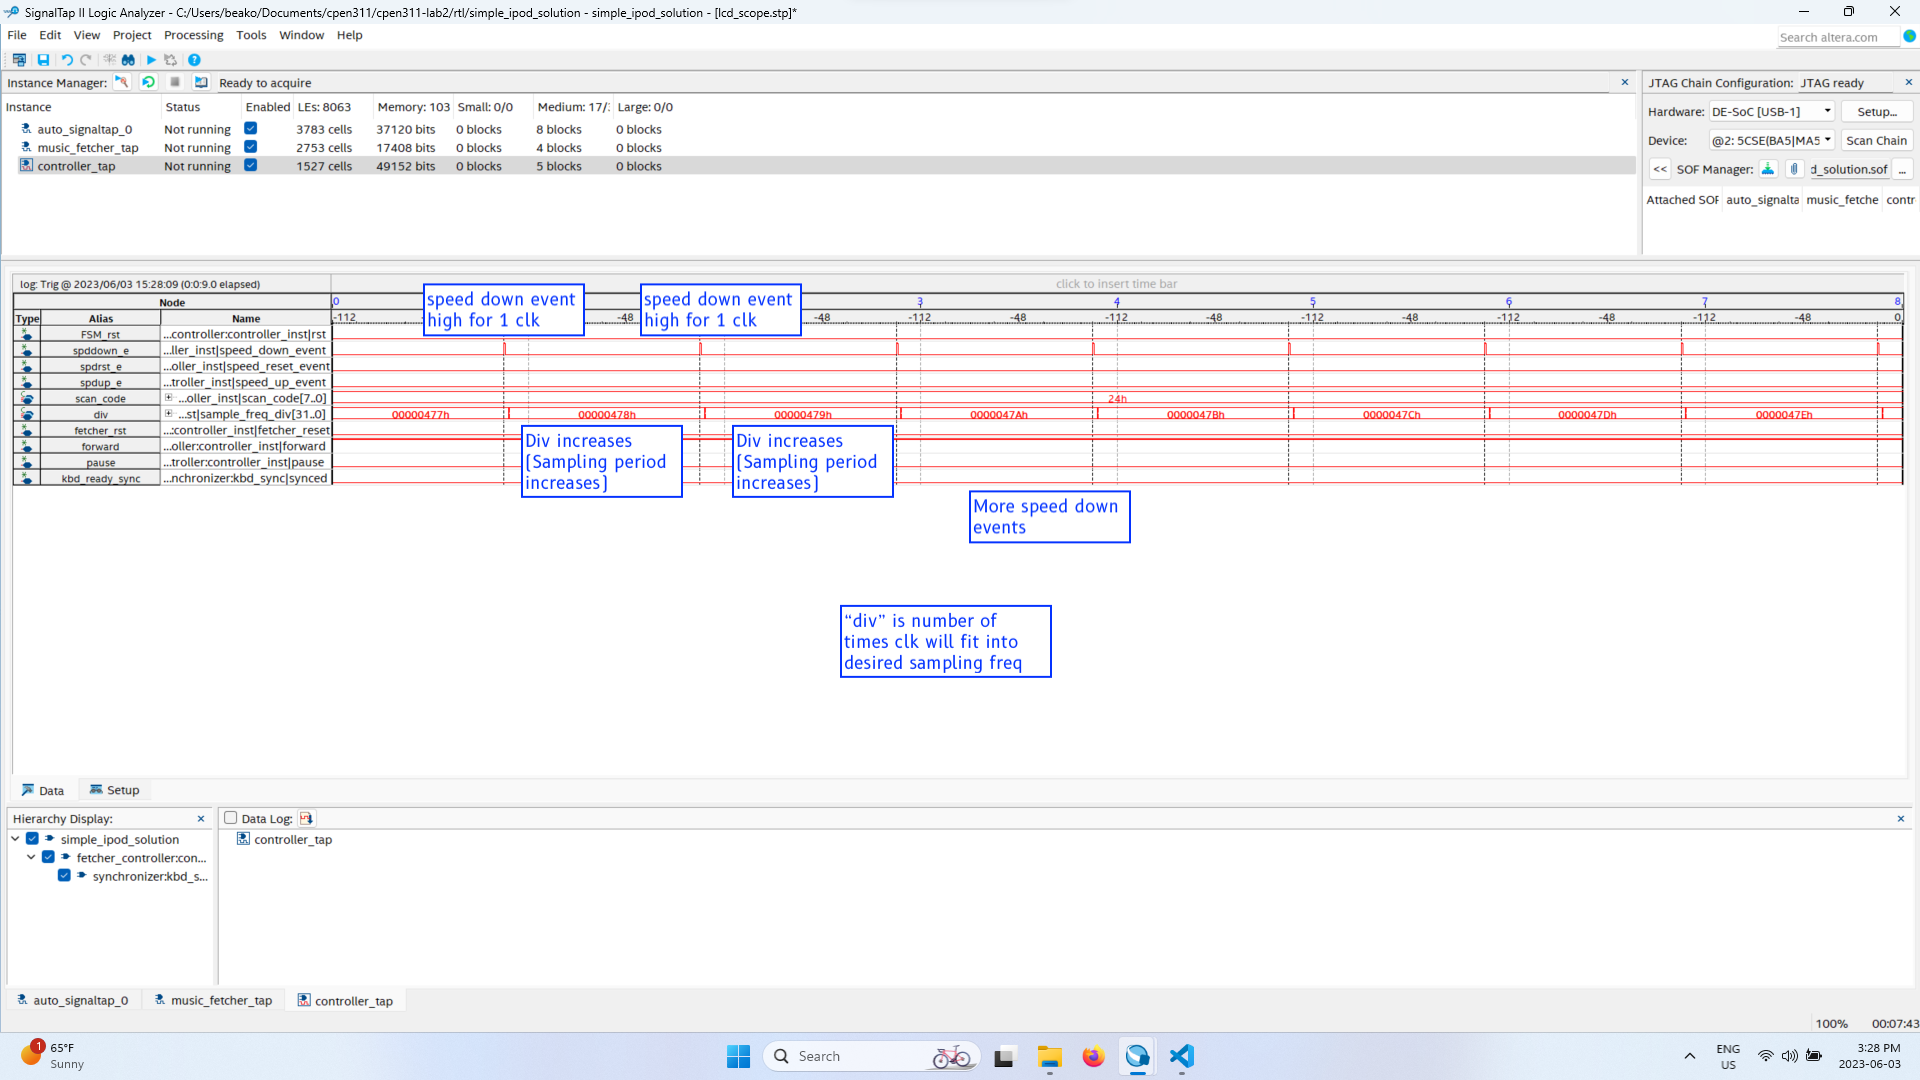 SignalTap II Logic Analyzer - C:/Users/beako/Documents/cpen311/cpen311-lab2/rtl/simple_ipod_solution - simple_ipod_solution - [lcd_scope.stp]*
File Edit View Project Processing Tools Window Help
Search altera.com
Instance Manager: Ready to acquire
Instance Status Enabled LEs: 8063 Memory: 103 Small: 0/0 Medium: 17/: Large: 0/0
auto_signaltap_0 Not running 3783 cells 37120 bits 0 blocks 8 blocks 0 blocks
music_fetcher_tap Not running 2753 cells 17408 bits 0 blocks 4 blocks 0 blocks
controller_tap Not running 1527 cells 49152 bits 0 blocks 5 blocks 0 blocks
JTAG Chain Configuration: JTAG ready
Hardware: DE-SoC [USB-1] Setup...
Device: @2: 5CSE(BA5|MA5 Scan Chain
<< SOF Manager: d_solution.sof ...
Attached SOF auto_signalta music_fetche contr
log: Trig @ 2023/06/03 15:28:09 (0:0:9.0 elapsed) click to insert time bar
Node 0 3 4 5 6 7 8
Type Alias Name -112 -48 -48 -112 -48 -112 -48 -112 -48 -112 -48 -112 -48 0
speed down event
high for 1 clk
speed down event
high for 1 clk
FSM_rst ...controller:controller_inst|rst
spddown_e ...ller_inst|speed_down_event
spdrst_e ...oller_inst|speed_reset_event
spdup_e ...troller_inst|speed_up_event
scan_code ...oller_inst|scan_code[7..0] 24h
div ...st|sample_freq_div[31..0] 00000477h 00000478h 00000479h 0000047Ah 0000047Bh 0000047Ch 0000047Dh 0000047Eh
fetcher_rst ...:controller_inst|fetcher_reset
forward ...oller:controller_inst|forward
pause ...troller:controller_inst|pause
kbd_ready_sync ...nchronizer:kbd_sync|synced
Div increases
(Sampling period
increases)
Div increases
(Sampling period
increases)
More speed down
events
“div” is number of
times clk will fit into
desired sampling freq
Data Setup
Hierarchy Display:
simple_ipod_solution
fetcher_controller:con...
synchronizer:kbd_s...
Data Log:
controller_tap
auto_signaltap_0 music_fetcher_tap controller_tap
100% 00:07:43
1
65°F
Sunny
Search
ENG
US
3:28 PM
2023-06-03